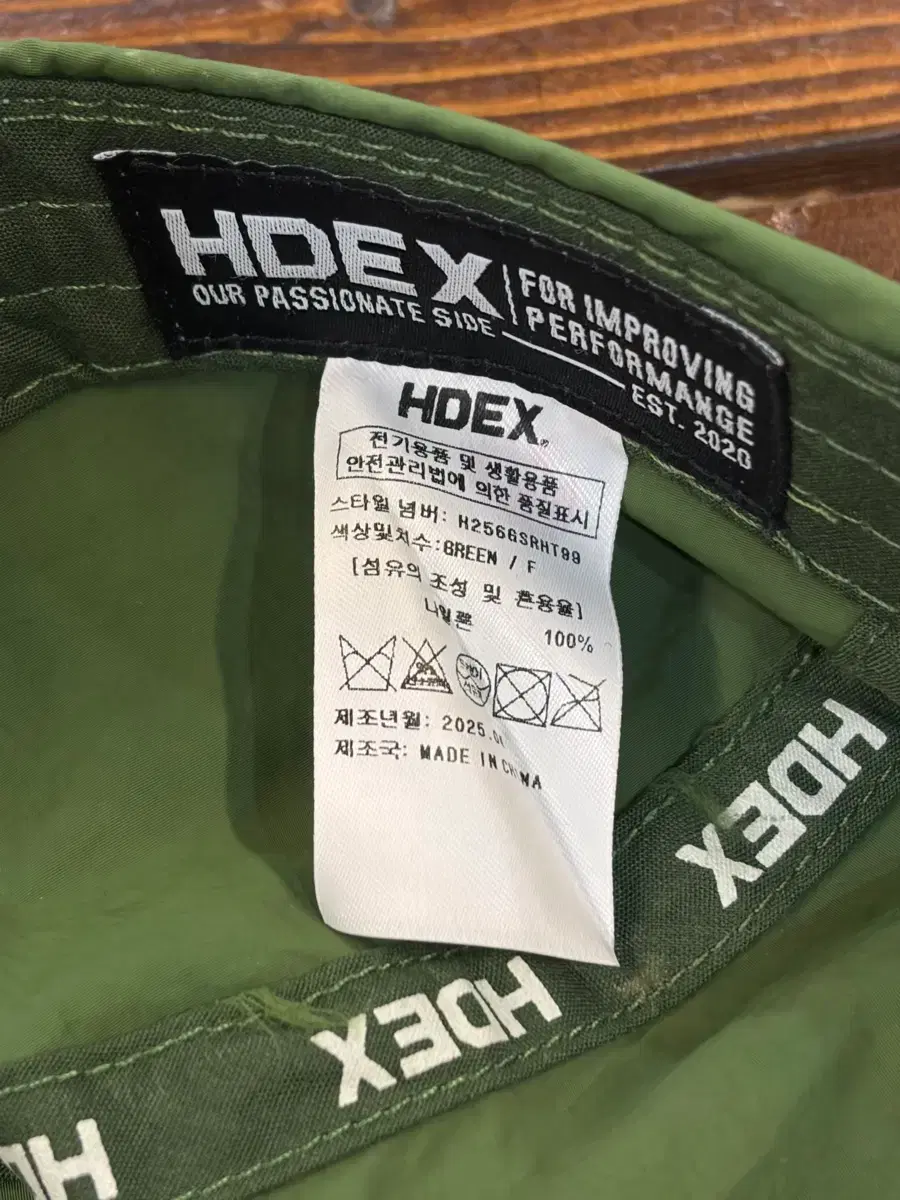 HDEX
OUR PASSIONATE SIDE
FOR IMPROVING
PERFORMANGE
EST. 2020
HDEX
전기용품 및 생활용품
안전관리법에 의한 품질표시
스타일 넘버: H256GSRHT99
색상및치수:GREEN / F
[섬유의 조성 및 혼용율]
나일론 100%
제조년월: 2025.
제조국: MADE IN CHINA
HDEX
HDEX
HD